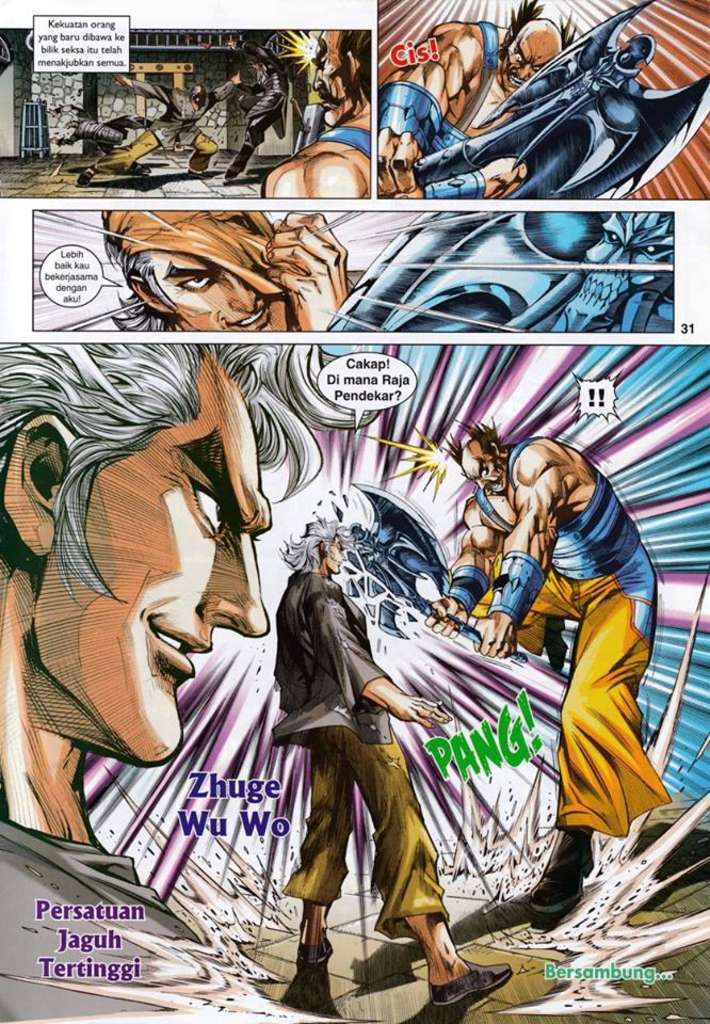 Kekuatan orang
yang baru dibawa ke
bilik seksa itu telah
menakjubkan semua.
Cis!
Lebih
baik kau
bekerjasama
dengan
aku!
31
Cakap!
Di mana Raja
Pendekar?
!!
PANG!
Zhuge
Wu Wo
Persatuan
Jaguh
Tertinggi
Bersambung...